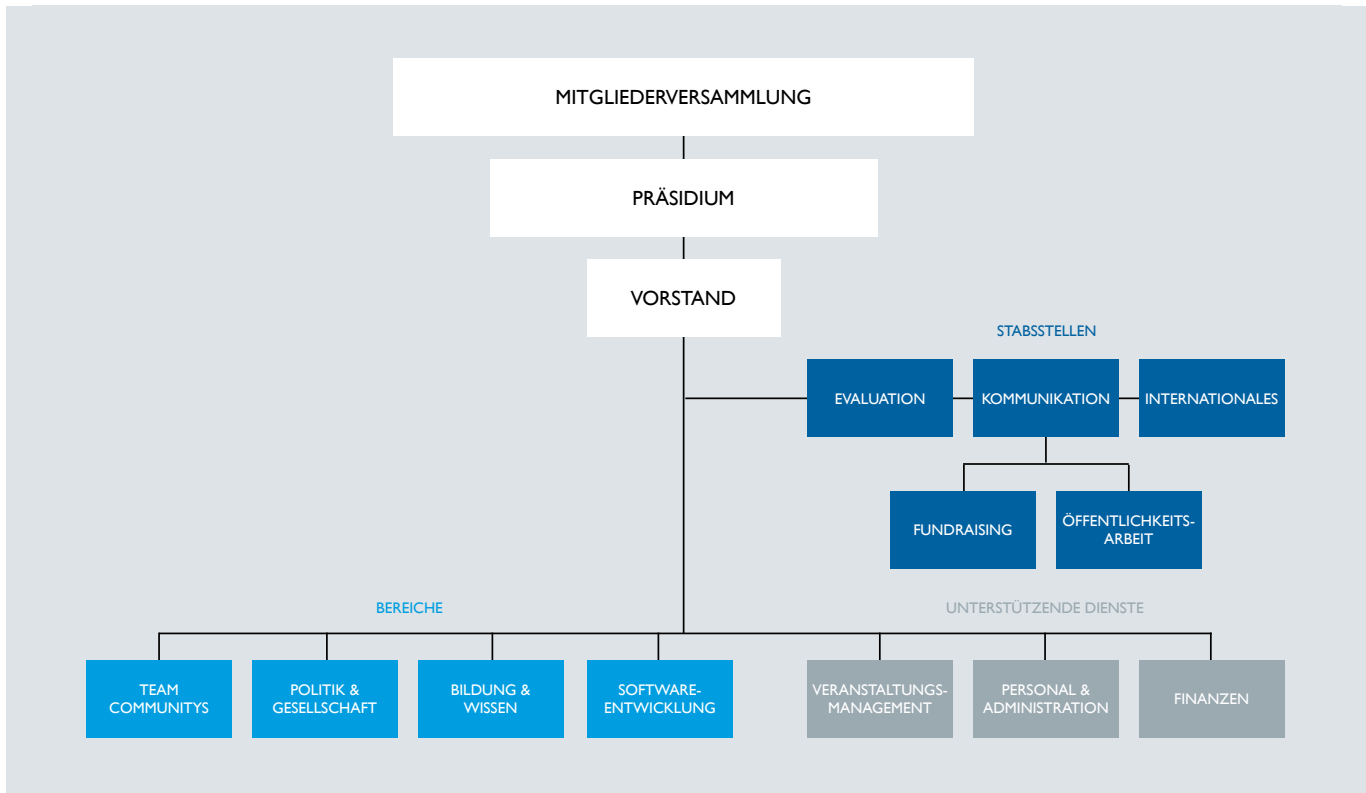 MITGLIEDERVERSAMMLUNG
PRÄSIDIUM
VORSTAND
STABSSTELLEN
EVALUATION
KOMMUNIKATION
INTERNATIONALES
FUNDRAISING
ÖFFENTLICHKEITS-
ARBEIT
BEREICHE
UNTERSTÜTZENDE DIENSTE
TEAM
COMMUNITYS
POLITIK &
GESELLSCHAFT
BILDUNG &
WISSEN
SOFTWARE-
ENTWICKLUNG
VERANSTALTUNGS-
MANAGEMENT
PERSONAL &
ADMINISTRATION
FINANZEN